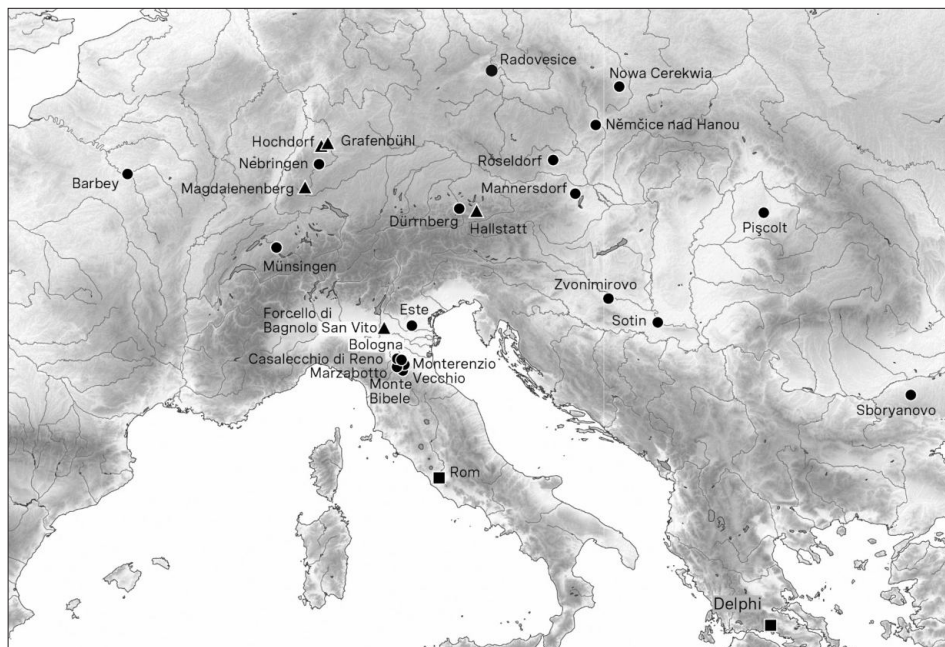 Radovesice
Nowa Cerekwia
Němčice nad Hanou
Hochdorf
Grafenbühl
Nebringen
Roseldorf
Barbey
Magdalenenberg
Mannersdorf
Dürrnberg
Hallstatt
Pişcolt
Münsingen
Zvonimirovo
Forcello di
Bagnolo San Vito
Este
Sotin
Bologna
Casalecchio di Reno
Monterenzio
Vecchio
Marzabotto
Monte
Bibele
Sboryanovo
Rom
Delphi